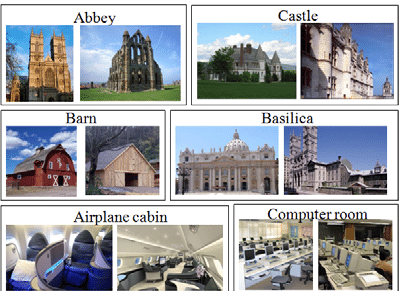 Abbey
Castle
Barn
Basilica
Airplane cabin
Computer room